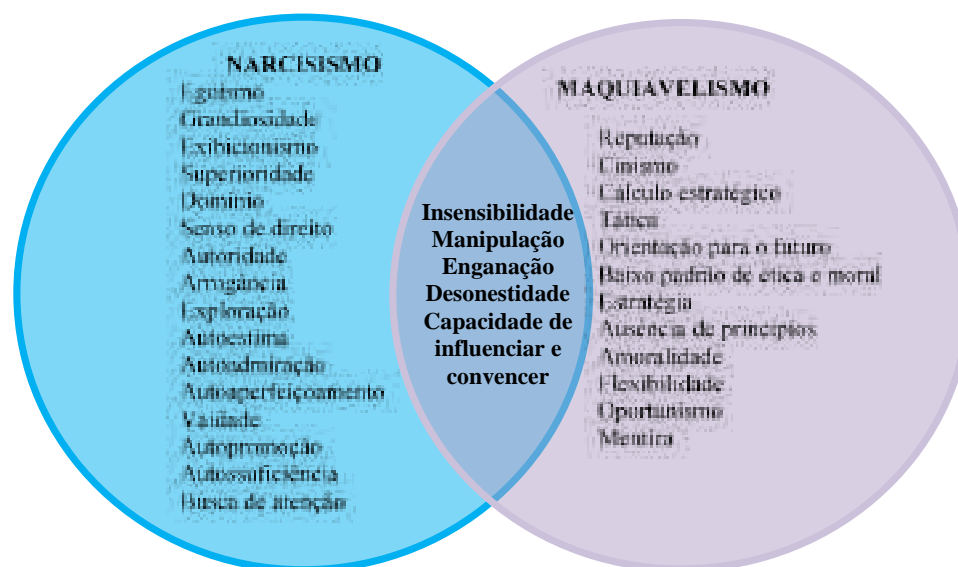 NARCISISMO
Egoísmo
Grandiosidade
Exibicionismo
Superioridade
Domínio
Senso de direito
Autoridade
Arrogância
Exploração
Autoestima
Autoadmiração
Autoaperfeiçoamento
Vaidade
Autopromoção
Autossuficiência
Busca de atenção
Insensibilidade
Manipulação
Enganação
Desonestidade
Capacidade de
influenciar e
convencer
MAQUIAVELISMO
Reputação
Cinismo
Cálculo estratégico
Tática
Orientação para o futuro
Baixo padrão de ética e moral
Estratégia
Ausência de princípios
Amoralidade
Flexibilidade
Oportunismo
Mentira